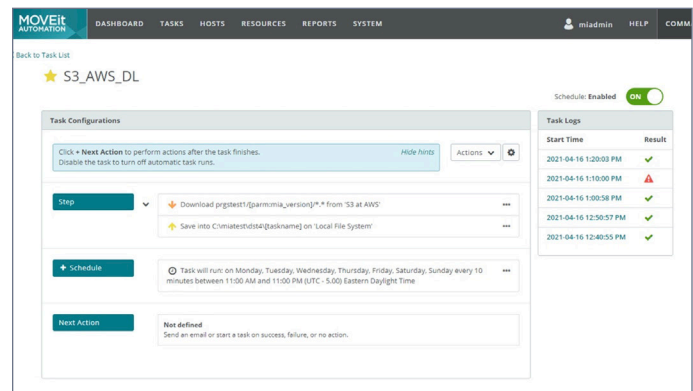 MOVEit
AUTOMATION
DASHBOARD TASKS HOSTS RESOURCES REPORTS SYSTEM miadmin HELP COMM
Back to Task List
S3_AWS_DL
Schedule: Enabled ON
Task Configurations
Click + Next Action to perform actions after the task finishes. Hide hints
Disable the task to turn off automatic task runs.
Actions
Step
Download prgstest1/[parm:mia_version]/*.* from 'S3 at AWS'
Save into C:\miatest\dst4\[taskname] on 'Local File System'
+ Schedule
Task will run: on Monday, Tuesday, Wednesday, Thursday, Friday, Saturday, Sunday every 10
minutes between 11:00 AM and 11:00 PM (UTC - 5.00) Eastern Daylight Time
Next Action
Not defined
Send an email or start a task on success, failure, or no action.
Task Logs
Start Time Result
2021-04-16 1:20:03 PM
2021-04-16 1:10:00 PM
2021-04-16 1:00:58 PM
2021-04-16 12:50:57 PM
2021-04-16 12:40:55 PM